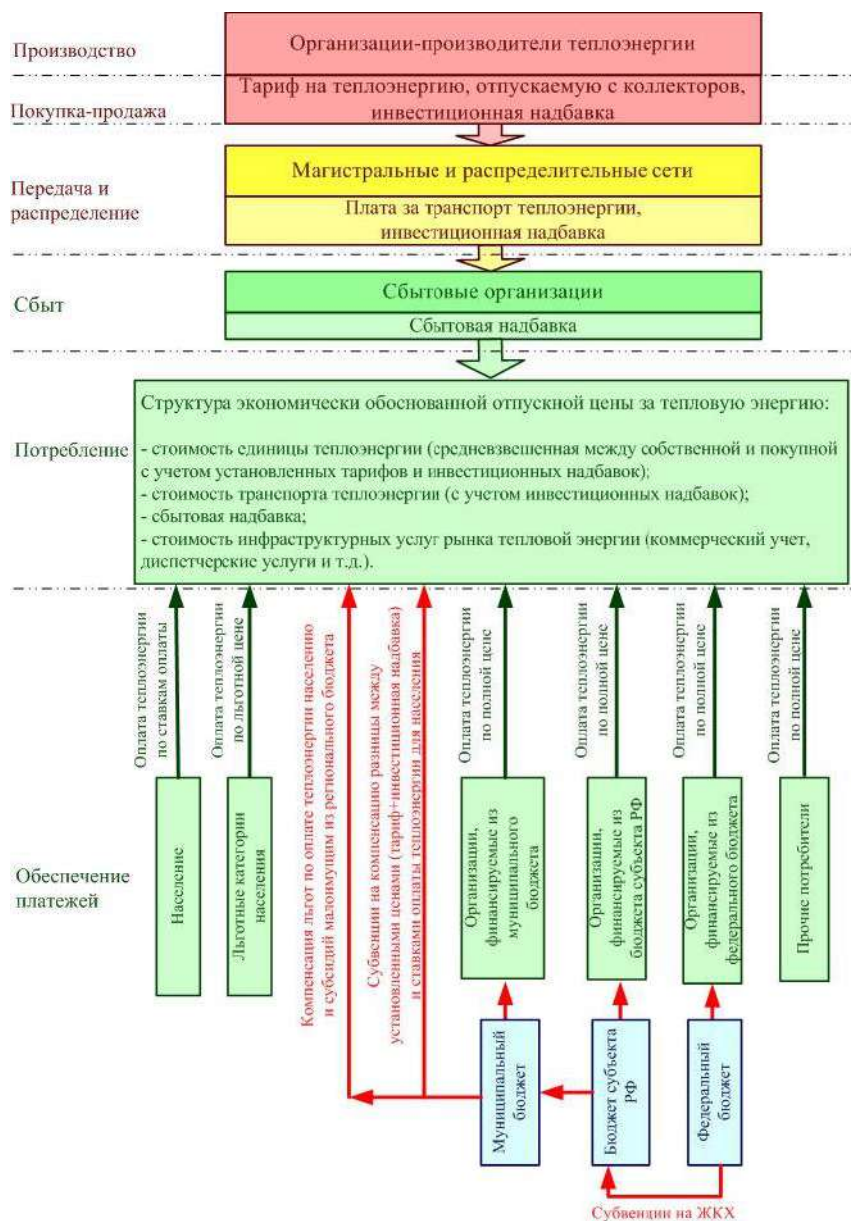 Производство
Организации-производители теплоэнергии
Покупка-продажа
Тариф на теплоэнергию, отпускаемую с коллекторов,
инвестиционная надбавка
Передача и
распределение
Магистральные и распределительные сети
Плата за транспорт теплоэнергии,
инвестиционная надбавка
Сбыт
Сбытовые организации
Сбытовая надбавка
Потребление
Структура экономически обоснованной отпускной цены за тепловую энергию:
- стоимость единицы теплоэнергии (средневзвешенная между собственной и покупной
с учетом установленных тарифов и инвестиционных надбавок);
- стоимость транспорта теплоэнергии (с учетом инвестиционных надбавок);
- сбытовая надбавка;
- стоимость инфраструктурных услуг рынка тепловой энергии (коммерческий учет,
диспетчерские услуги и т.д.).
Оплата теплоэнергии
по ставкам оплаты
Оплата теплоэнергии
по льготной цене
Компенсация льгот по оплате теплоэнергии населению
и субсидий малоимущим из регионального бюджета
Субвенции на компенсацию разницы между
установленными ценами (тариф+инвестиционная надбавка)
и ставками оплаты теплоэнергии для населения
Оплата теплоэнергии
по полной цене
Оплата теплоэнергии
по полной цене
Оплата теплоэнергии
по полной цене
Оплата теплоэнергии
по полной цене
Обеспечение
платежей
Население
Льготные категории
населения
Организации,
финансируемые из
муниципального
бюджета
Организации,
финансируемые из
бюджета субъекта РФ
Организации,
финансируемые из
федерального бюджета
Прочие потребители
Муниципальный
бюджет
Бюджет субъекта
РФ
Федеральный
бюджет
Субвенции на ЖКХ